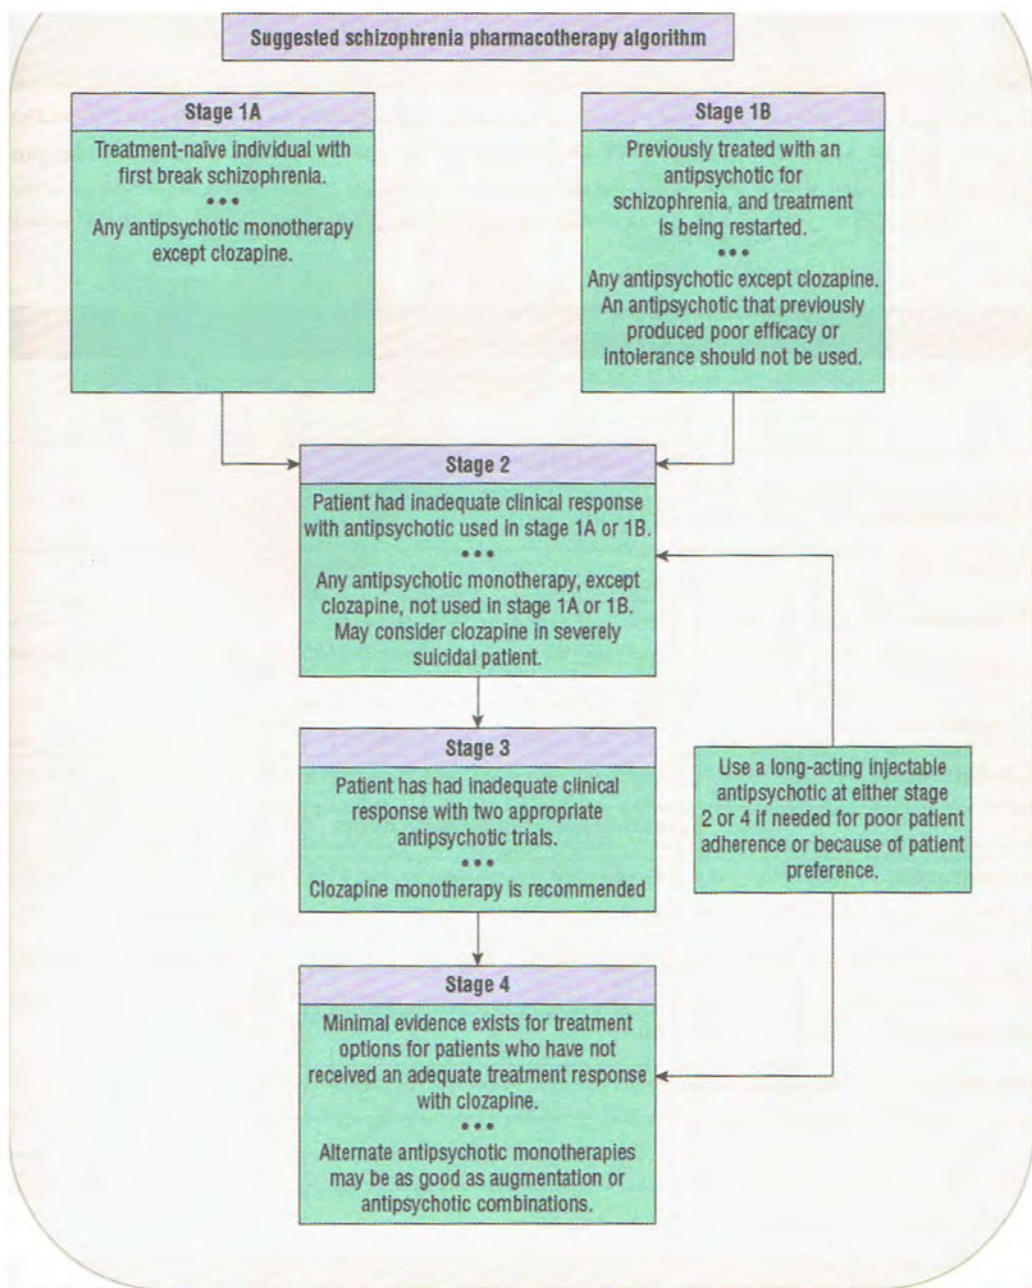 Suggested schizophrenia pharmacotherapy algorithm
Stage 1A
Treatment-naïve individual with
first break schizophrenia.
•••
Any antipsychotic monotherapy
except clozapine.
Stage 1B
Previously treated with an
antipsychotic for
schizophrenia, and treatment
is being restarted.
•••
Any antipsychotic except clozapine.
An antipsychotic that previously
produced poor efficacy or
intolerance should not be used.
Stage 2
Patient had inadequate clinical response
with antipsychotic used in stage 1A or 1B.
•••
Any antipsychotic monotherapy, except
clozapine, not used in stage 1A or 1B.
May consider clozapine in severely
suicidal patient.
Stage 3
Patient has had inadequate clinical
response with two appropriate
antipsychotic trials.
•••
Clozapine monotherapy is recommended
Use a long-acting injectable
antipsychotic at either stage
2 or 4 if needed for poor patient
adherence or because of patient
preference.
Stage 4
Minimal evidence exists for treatment
options for patients who have not
received an adequate treatment response
with clozapine.
•••
Alternate antipsychotic monotherapies
may be as good as augmentation or
antipsychotic combinations.